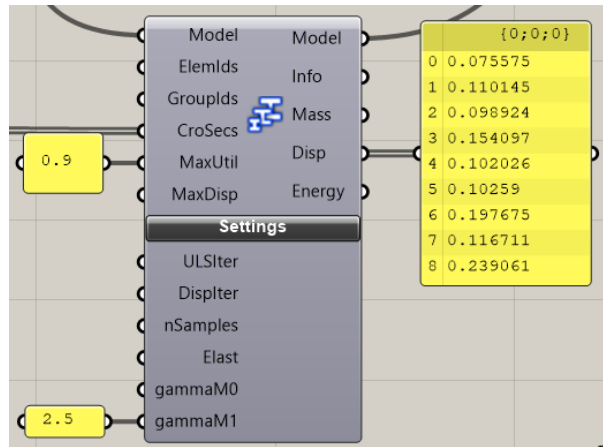 Model
ElemIds
GroupIds
CroSecs
MaxUtil
MaxDisp
Model
Info
Mass
Disp
Energy
Settings
ULSIter
DispIter
nSamples
Elast
gammaM0
gammaM1
0.9
2.5
{0;0;0}
0 0.075575
1 0.110145
2 0.098924
3 0.154097
4 0.102026
5 0.10259
6 0.197675
7 0.116711
8 0.239061